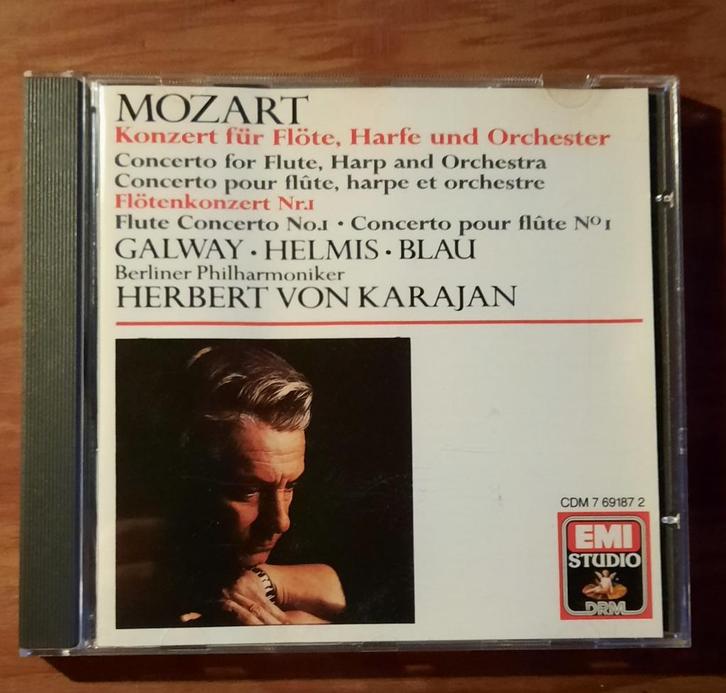 MOZART
Konzert für Flöte, Harfe und Orchester
Concerto for Flute, Harp and Orchestra
Concerto pour flûte, harpe et orchestre
Flötenkonzert Nr.1
Flute Concerto No.1 • Concerto pour flûte Nº 1
GALWAY • HELMIS • BLAU
Berliner Philharmoniker
HERBERT VON KARAJAN
CDM 7 69187 2
EMI
STUDIO
DRM